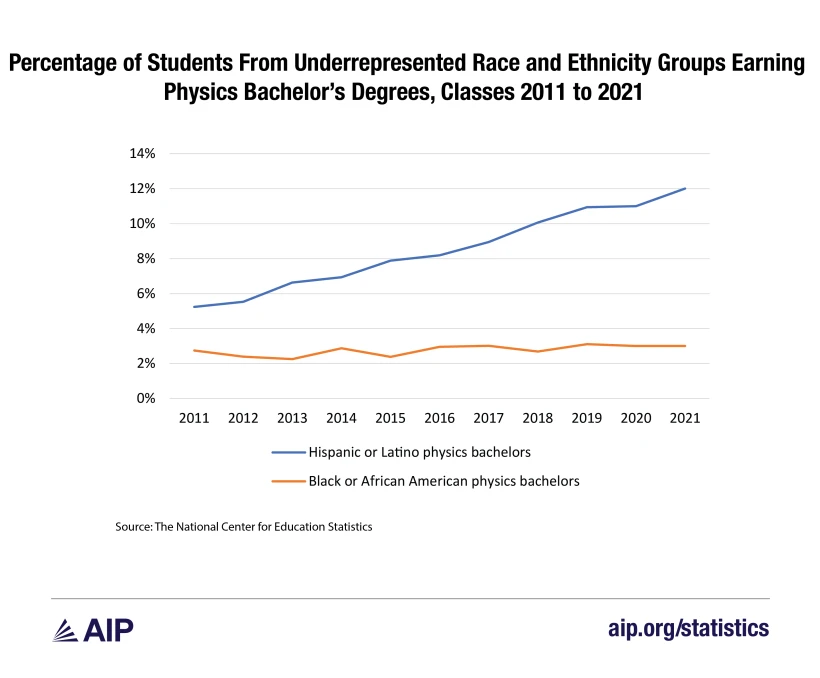 Percentage of Students From Underrepresented Race and Ethnicity Groups Earning
Physics Bachelor’s Degrees, Classes 2011 to 2021
14%
12%
10%
8%
6%
4%
2%
0%
2011 2012 2013 2014 2015 2016 2017 2018 2019 2020 2021
Hispanic or Latino physics bachelors
Black or African American physics bachelors
Source: The National Center for Education Statistics
AIP
aip.org/statistics